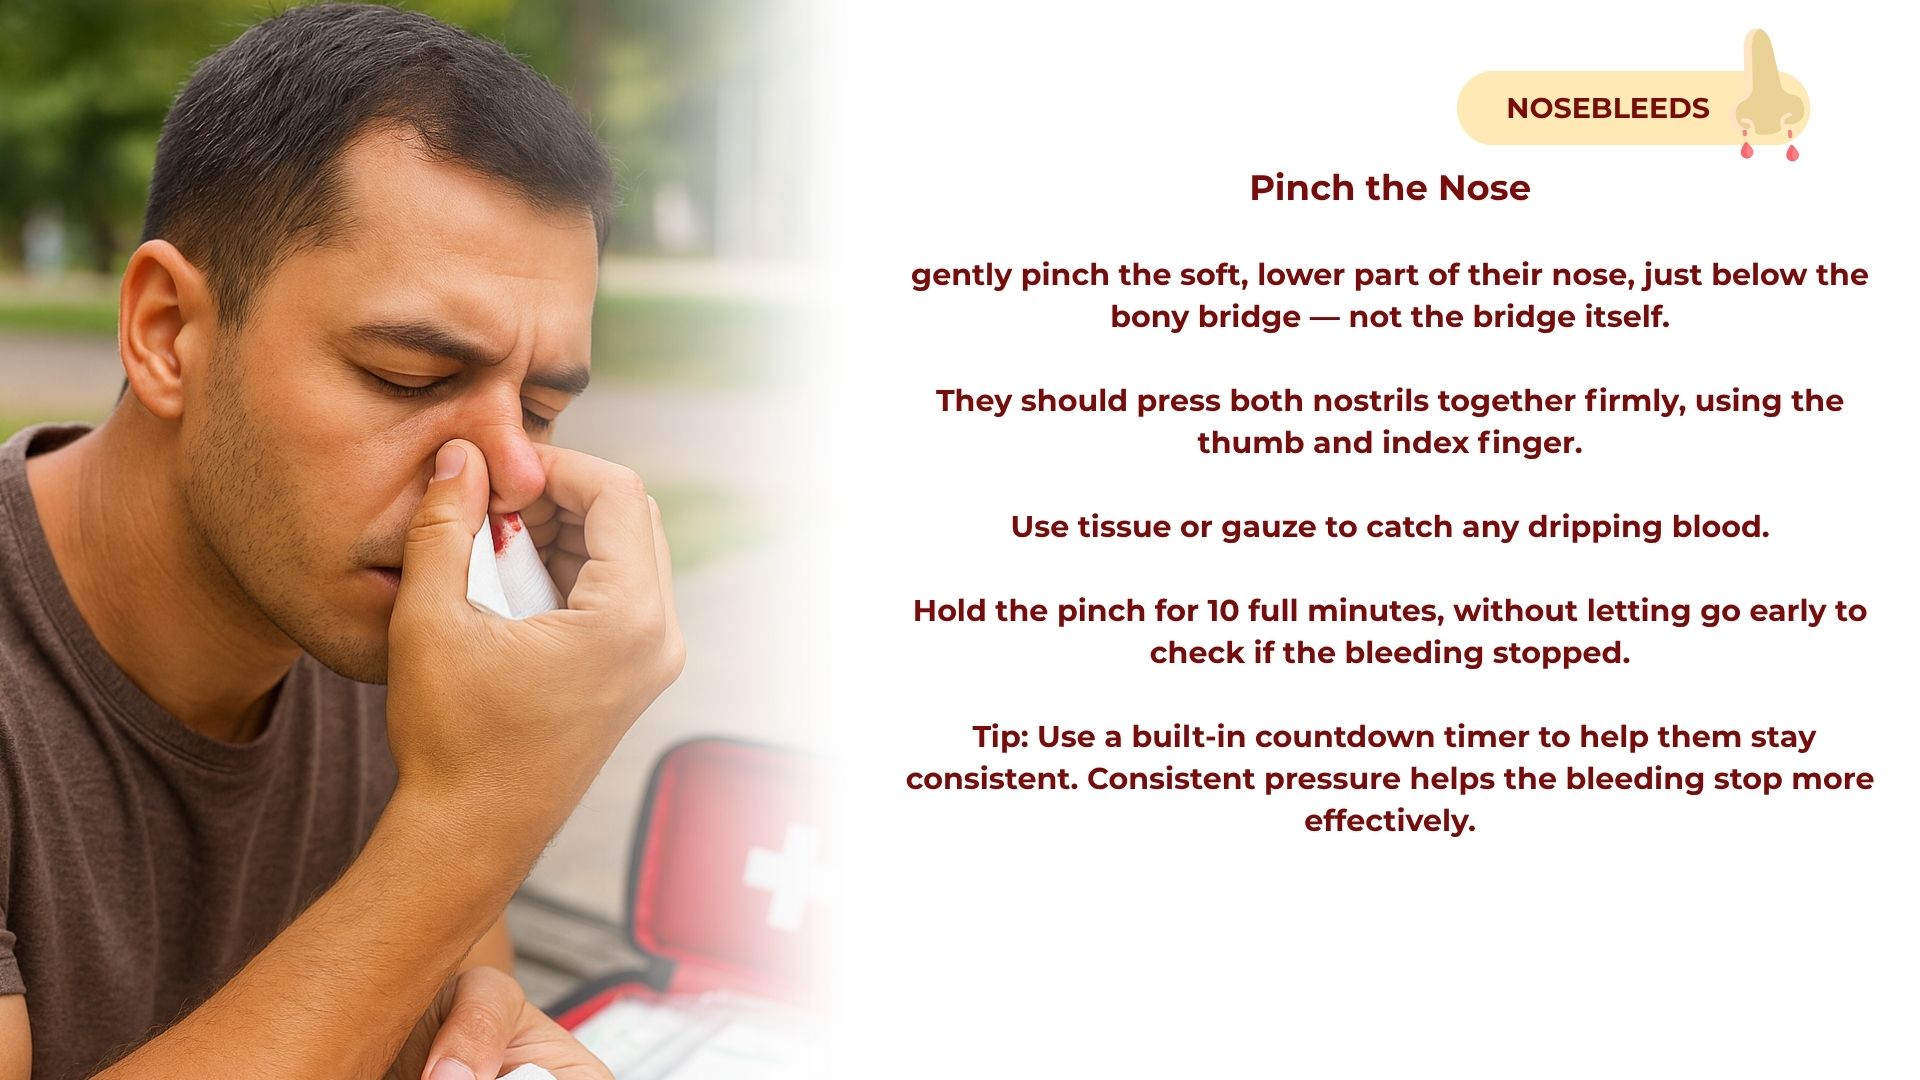 NOSEBLEEDS
Pinch the Nose
gently pinch the soft, lower part of their nose, just below the
bony bridge — not the bridge itself.
They should press both nostrils together firmly, using the
thumb and index finger.
Use tissue or gauze to catch any dripping blood.
Hold the pinch for 10 full minutes, without letting go early to
check if the bleeding stopped.
Tip: Use a built-in countdown timer to help them stay
consistent. Consistent pressure helps the bleeding stop more
effectively.